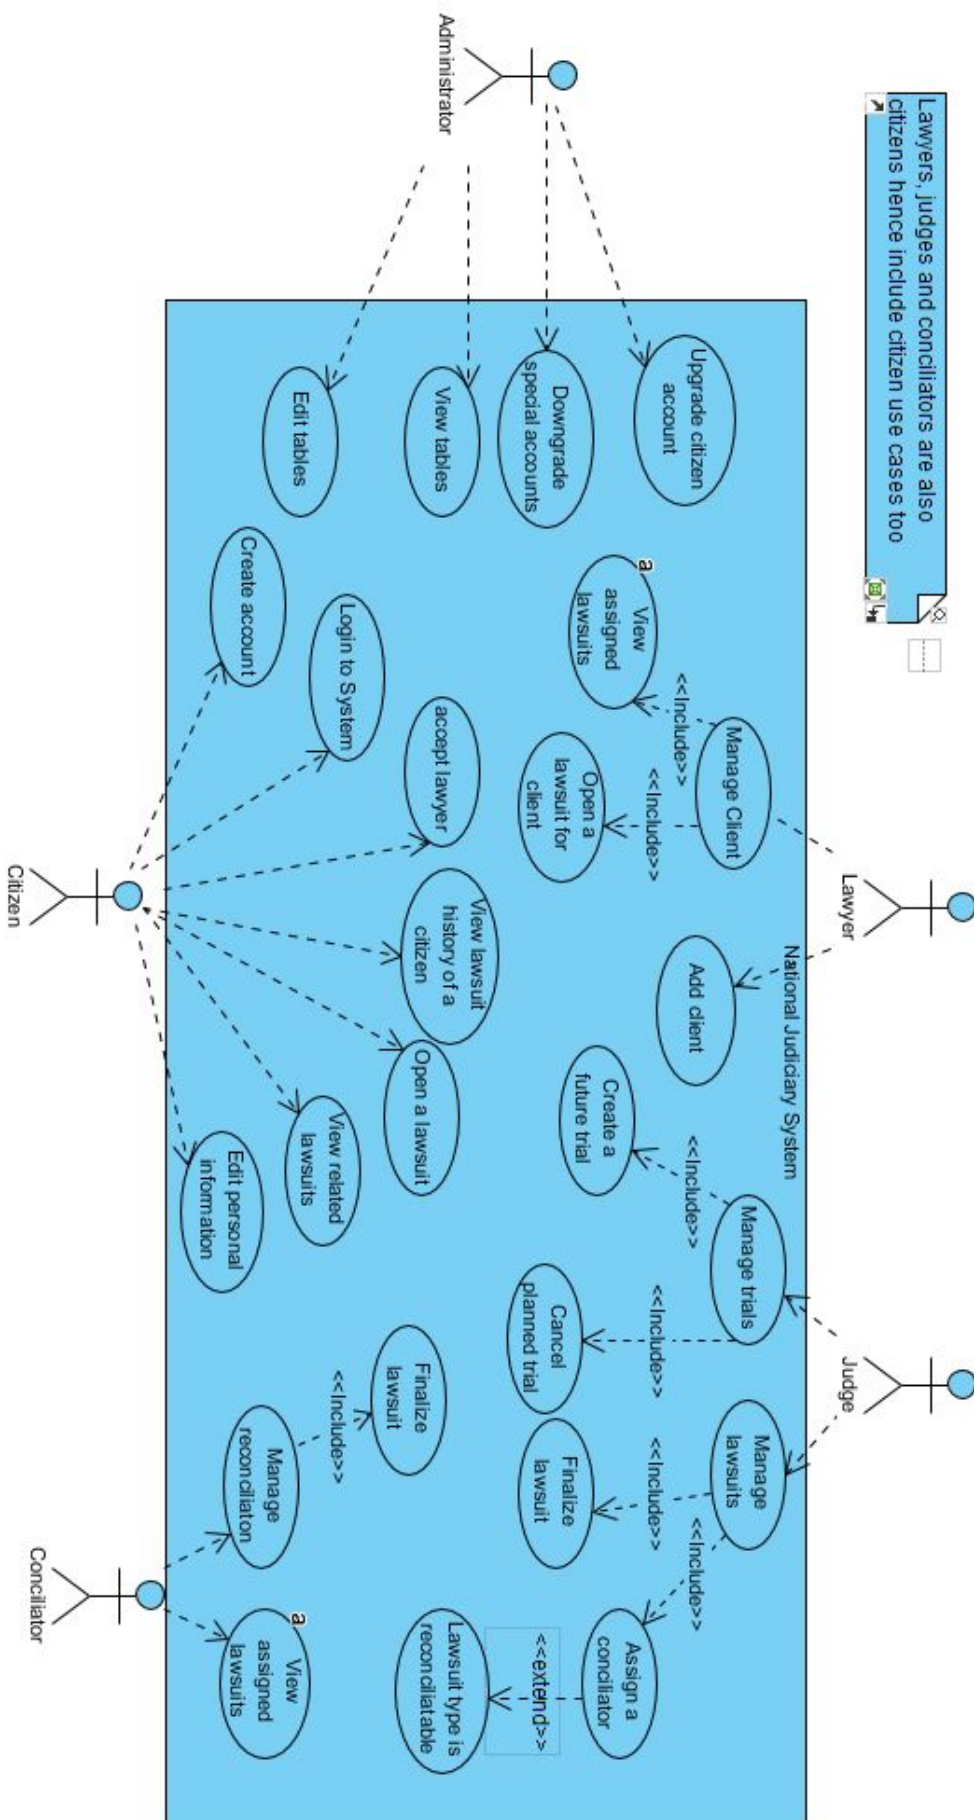 Lawyers, judges and conciliators are also
citizens hence include citizen use cases too
Administrator
Lawyer
Judge
National Judiciary System
Upgrade citizen
account
Downgrade
special accounts
View tables
Edit tables
Manage Client
<<Include>>
<<Include>>
a
View
assigned
lawsuits
Open a
lawsuit for
client
Add client
Manage trials
<<Include>>
<<Include>>
Create a
future trial
Cancel
planned trial
Manage
lawsuits
<<Include>>
<<Include>>
Finalize
lawsuit
Assign a
conciliator
<<extend>>
Lawsuit type is
reconciliatable
Create account
Login to System
accept lawyer
View lawsuit
history of a
citizen
Open a lawsuit
View related
lawsuits
Edit personal
information
Finalize
lawsuit
<<Include>>
Manage
reconciliaton
a
View
assigned
lawsuits
Citizen
Conciliator